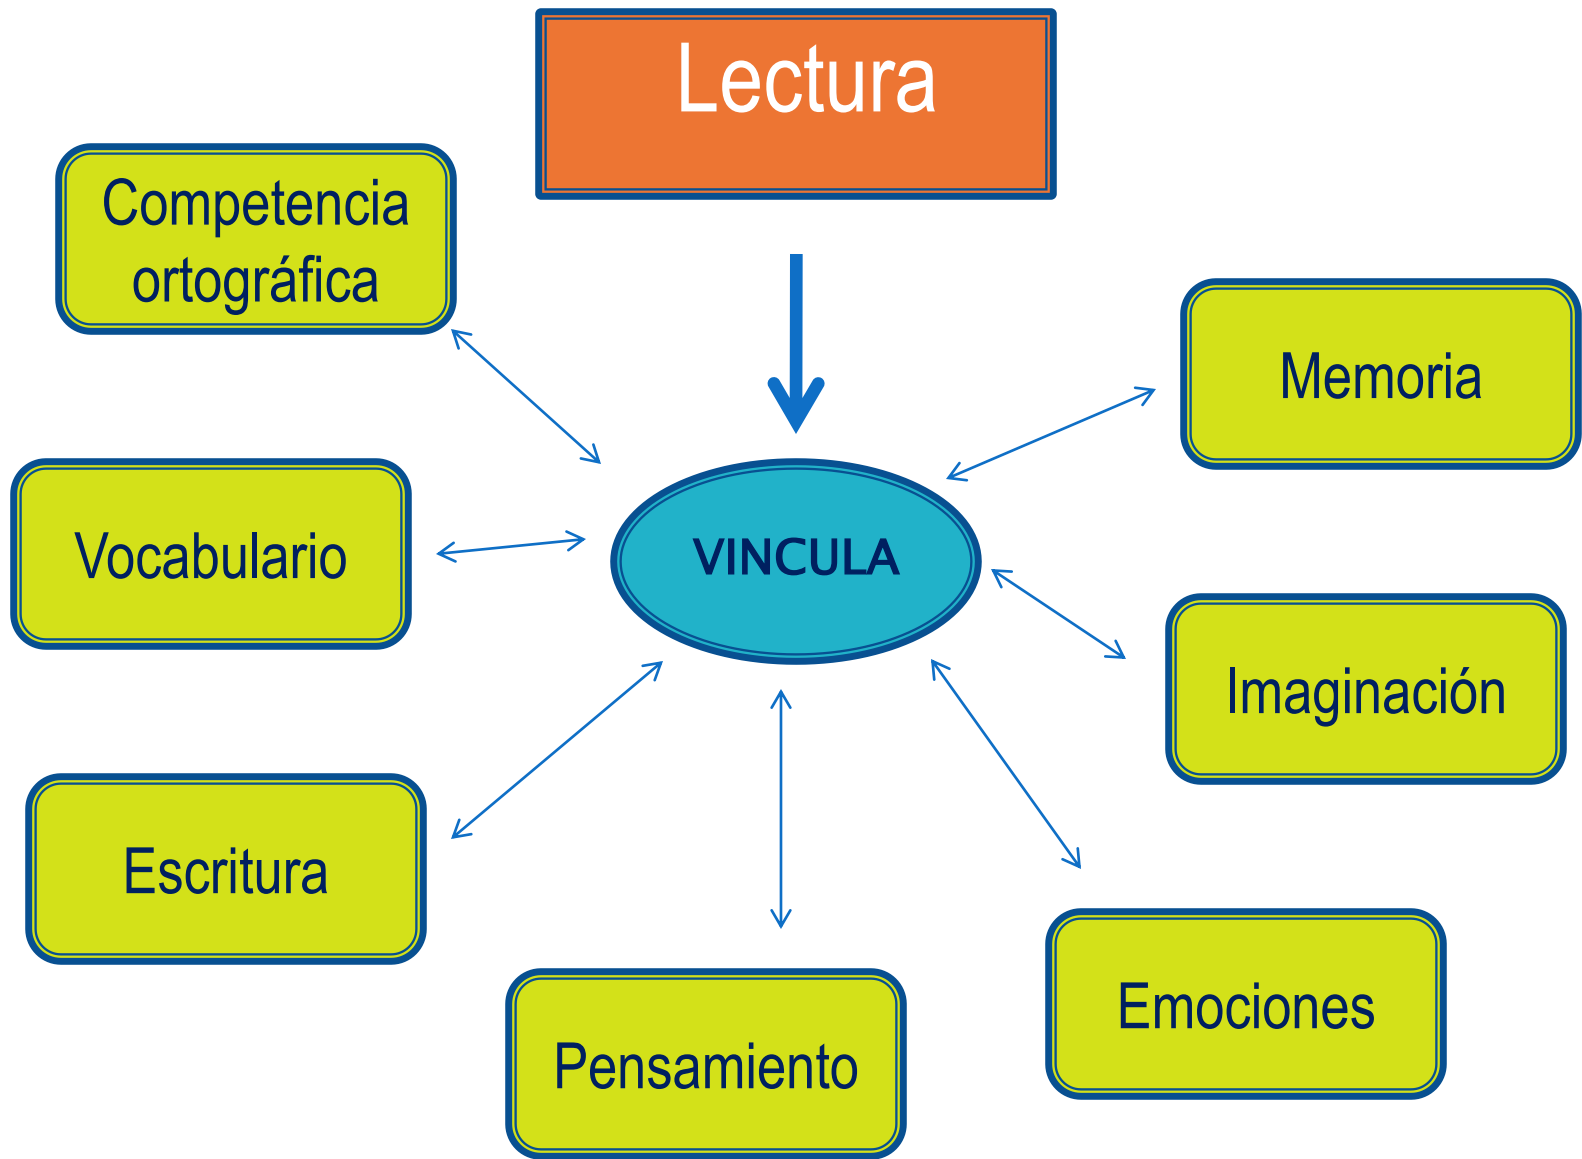 Lectura
Competencia
ortográfica
Memoria
Vocabulario
VINCULA
Imaginación
Escritura
Emociones
Pensamiento